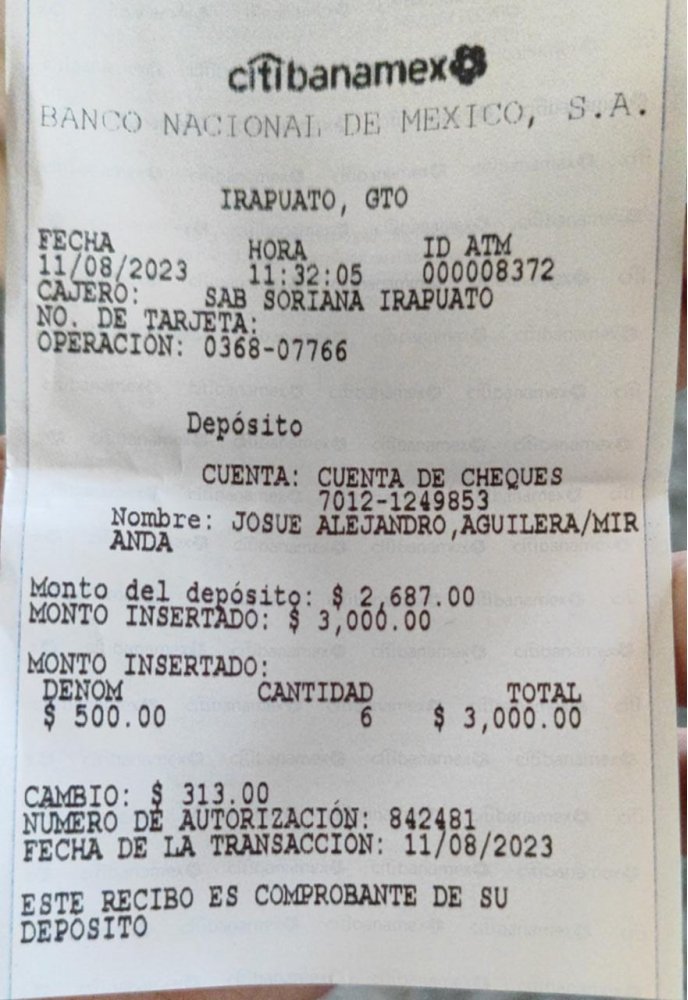 citibanamex
BANCO NACIONAL DE MEXICO, S.A.
IRAPUATO, GTO
FECHA HORA ID ATM
11/08/2023 11:32:05 000008372
CAJERO: SAB SORIANA IRAPUATO
NO. DE TARJETA:
OPERACIÓN: 0368-07766
Depósito
CUENTA: CUENTA DE CHEQUES
7012-1249853
Nombre: JOSUE ALEJANDRO,AGUILERA/MIR
ANDA
Monto del depósito: $ 2,687.00
MONTO INSERTADO: $ 3,000.00
MONTO INSERTADO:
DENOM CANTIDAD TOTAL
$ 500.00 6 $ 3,000.00
CAMBIO: $ 313.00
NUMERO DE AUTORIZACIÓN: 842481
FECHA DE LA TRANSACCIÓN: 11/08/2023
ESTE RECIBO ES COMPROBANTE DE SU
DEPÓSITO